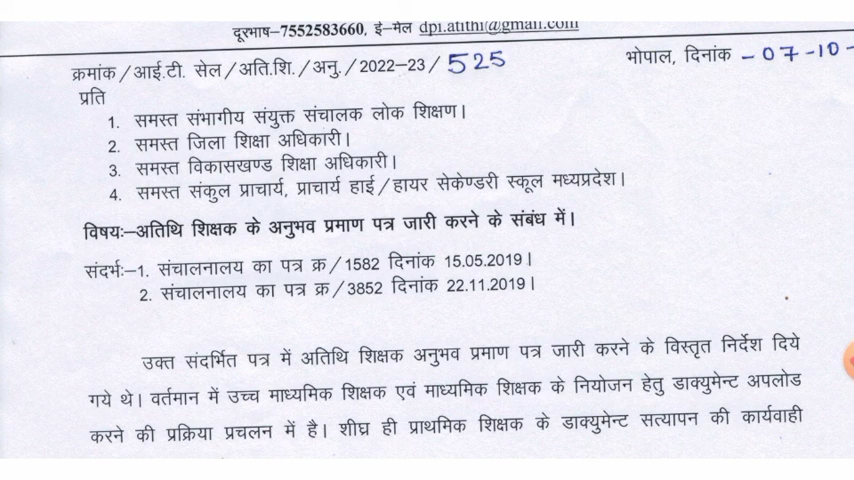 दूरभाष–7552583660, ई–मेल dpi.atithi@gmail.com
क्रमांक/आई.टी. सेल/अति.शि./अनु./2022–23/ 525 भोपाल, दिनांक –07–10–
प्रति
1. समस्त संभागीय संयुक्त संचालक लोक शिक्षण।
2. समस्त जिला शिक्षा अधिकारी।
3. समस्त विकासखण्ड शिक्षा अधिकारी।
4. समस्त संकुल प्राचार्य, प्राचार्य हाई/हायर सेकेण्डरी स्कूल मध्यप्रदेश।
विषयः–अतिथि शिक्षक के अनुभव प्रमाण पत्र जारी करने के संबंध में।
संदर्भः–1. संचालनालय का पत्र क्र/1582 दिनांक 15.05.2019।
2. संचालनालय का पत्र क्र/3852 दिनांक 22.11.2019।
उक्त संदर्भित पत्र में अतिथि शिक्षक अनुभव प्रमाण पत्र जारी करने के विस्तृत निर्देश दिये
गये थे। वर्तमान में उच्च माध्यमिक शिक्षक एवं माध्यमिक शिक्षक के नियोजन हेतु डाक्युमेन्ट अपलोड
करने की प्रक्रिया प्रचलन में है। शीघ्र ही प्राथमिक शिक्षक के डाक्युमेन्ट सत्यापन की कार्यवाही